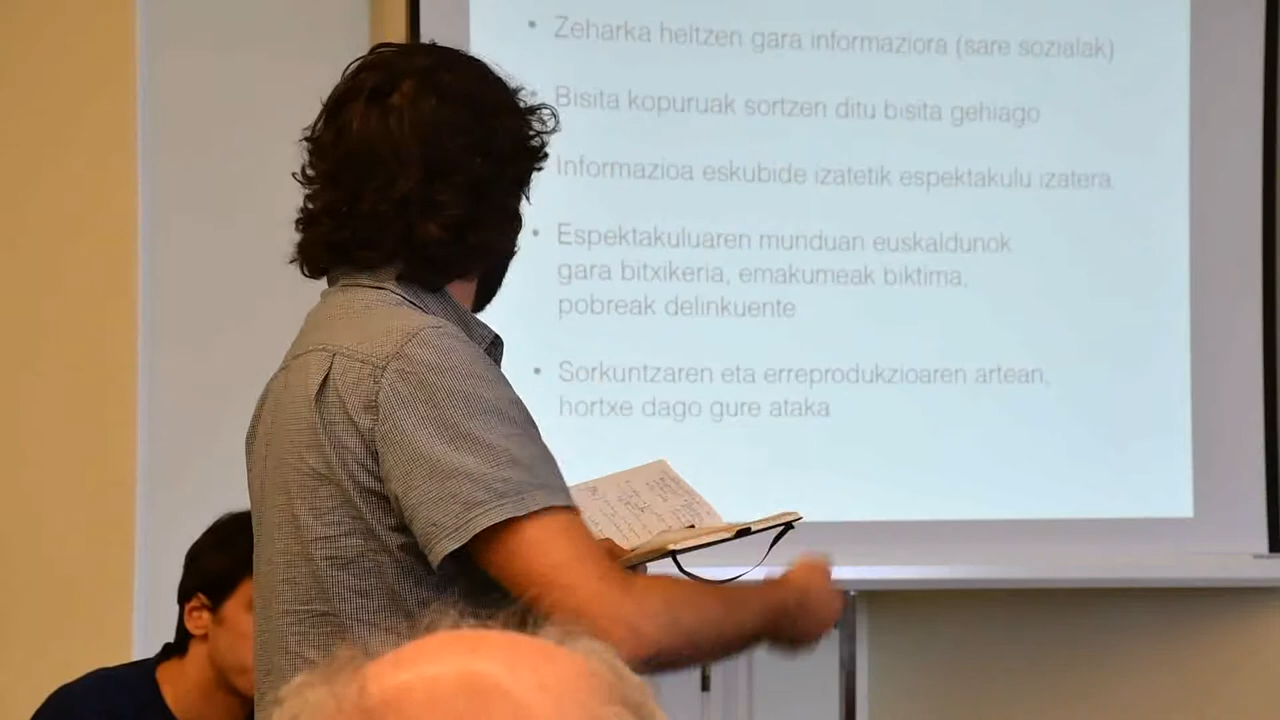 • Zeharka heltzen gara informaziora (sare sozialak)
• Bisita kopuruak sortzen ditu bisita gehiago
Informazioa eskubide izatetik espektakulu izatera
• Espektakuluaren munduan euskaldunok
gara bitxikeria, emakumeak biktima,
pobreak delinkuente
• Sorkuntzaren eta erreprodukzioaren artean,
hortxe dago gure ataka